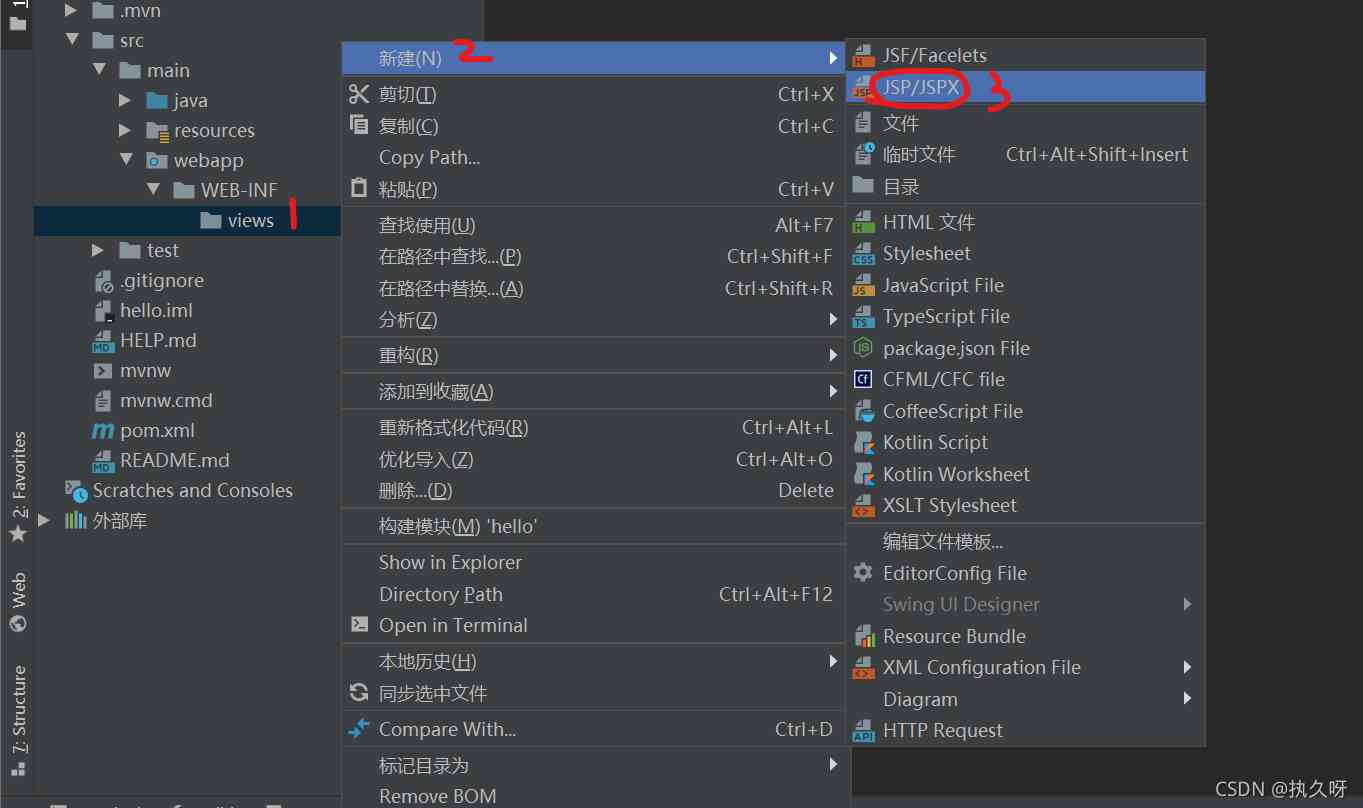 1
.mvn
src
main
java
resources
webapp
WEB-INF
views 1
test
.gitignore
hello.iml
HELP.md
mvnw
mvnw.cmd
pom.xml
README.md
Scratches and Consoles
外部库
2: Favorites
Web
7: Structure
新建(N) 2
剪切(T) Ctrl+X
复制(C) Ctrl+C
Copy Path...
粘贴(P) Ctrl+V
查找使用(U) Alt+F7
在路径中查找...(P) Ctrl+Shift+F
在路径中替换...(A) Ctrl+Shift+R
分析(Z)
重构(R)
添加到收藏(A)
重新格式化代码(R) Ctrl+Alt+L
优化导入(Z) Ctrl+Alt+O
删除...(D) Delete
构建模块(M) 'hello'
Show in Explorer
Directory Path Ctrl+Alt+F12
Open in Terminal
本地历史(H)
同步选中文件
Compare With... Ctrl+D
标记目录为
Remove BOM
JSF/Facelets
JSP/JSPX 3
文件
临时文件 Ctrl+Alt+Shift+Insert
目录
HTML 文件
Stylesheet
JavaScript File
TypeScript File
package.json File
CFML/CFC file
CoffeeScript File
Kotlin Script
Kotlin Worksheet
XSLT Stylesheet
编辑文件模板...
EditorConfig File
Swing UI Designer
Resource Bundle
XML Configuration File
Diagram
HTTP Request
CSDN @执久呀